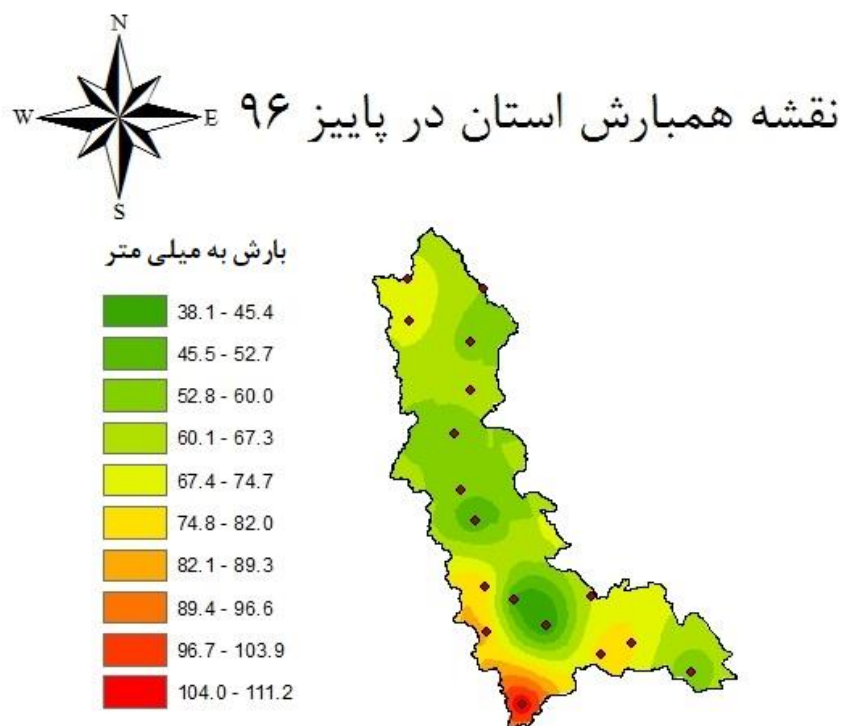 N
W E
S
نقشه همبارش استان در پاییز ۹۶
بارش به میلی متر
38.1 - 45.4
45.5 - 52.7
52.8 - 60.0
60.1 - 67.3
67.4 - 74.7
74.8 - 82.0
82.1 - 89.3
89.4 - 96.6
96.7 - 103.9
104.0 - 111.2